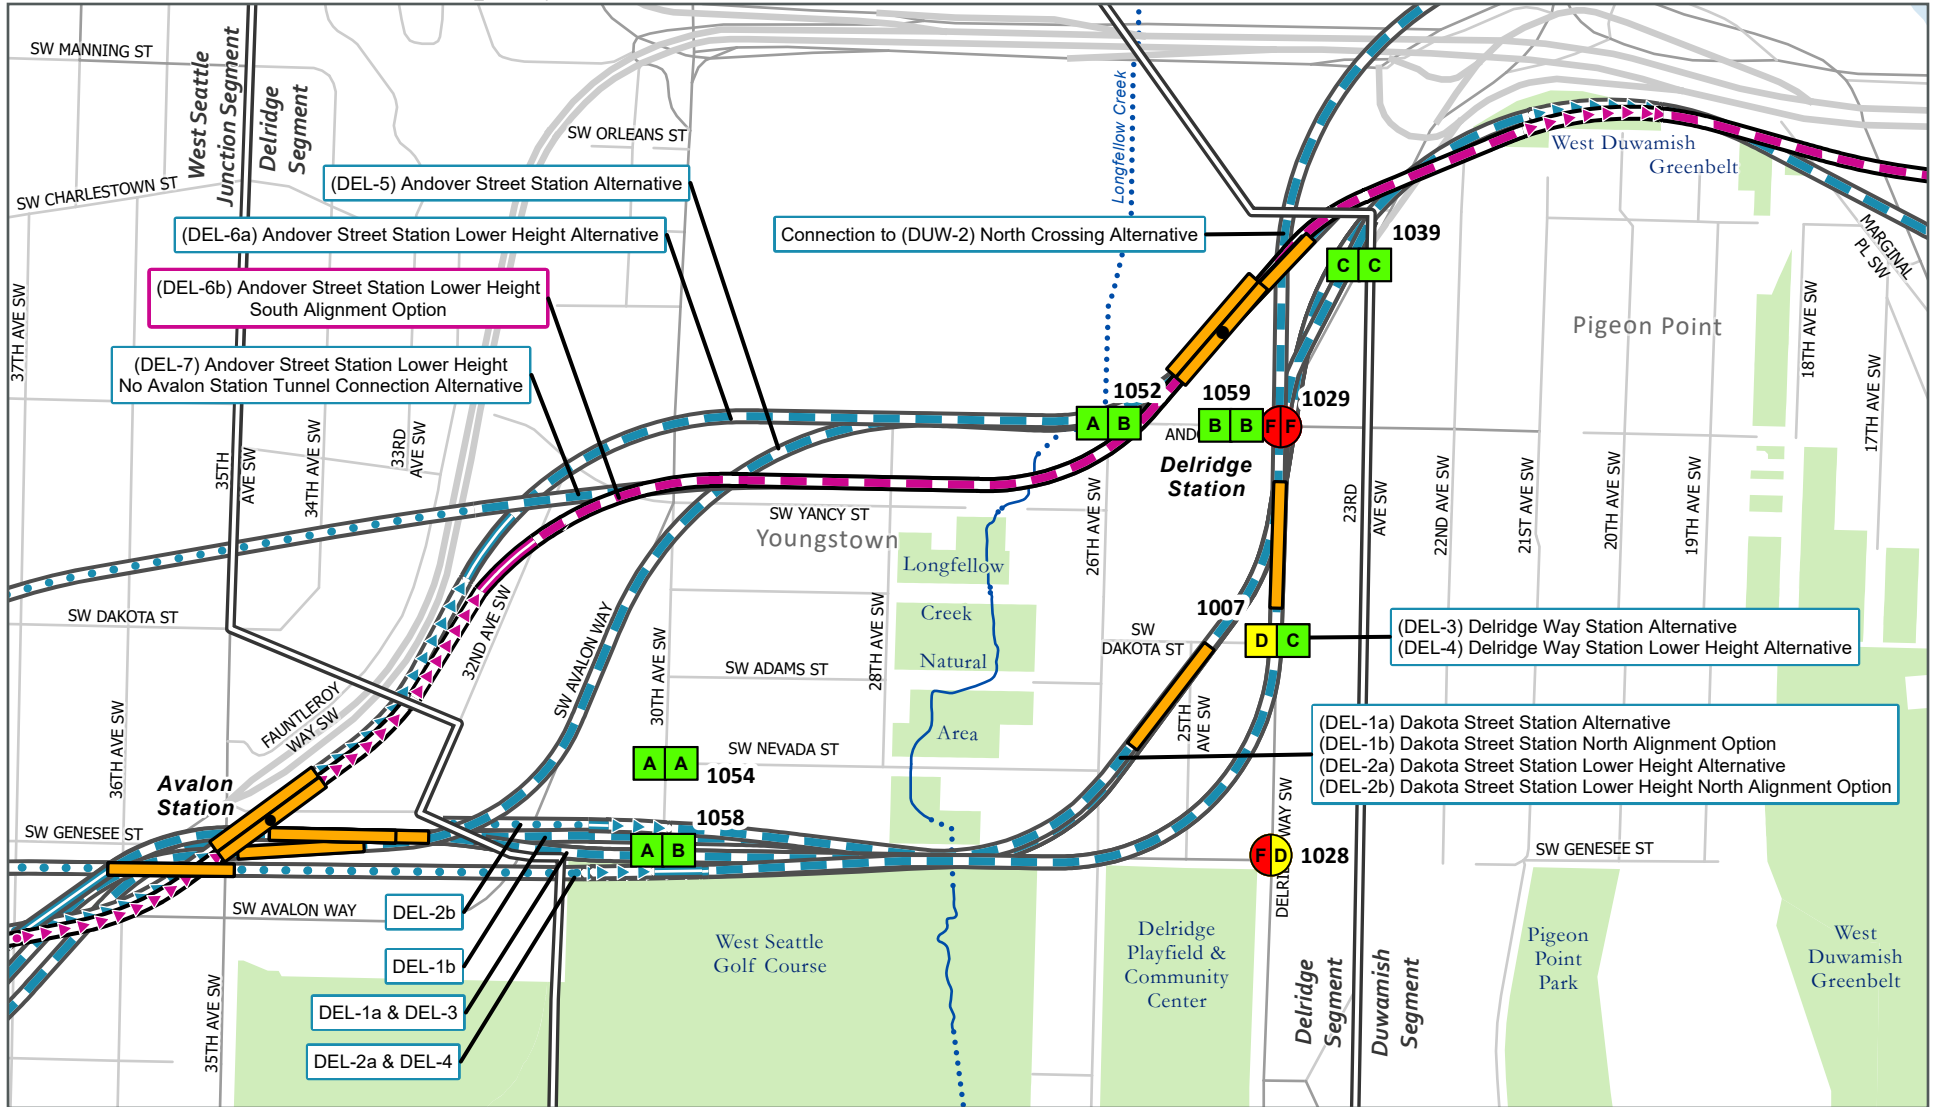 SW MANNING ST
West Seattle
Junction Segment
Delridge
Segment
SW ORLEANS ST
Longfellow Creek
West Duwamish
Greenbelt
SW CHARLESTOWN ST
(DEL-5) Andover Street Station Alternative
(DEL-6a) Andover Street Station Lower Height Alternative
Connection to (DUW-2) North Crossing Alternative
1039
C C
MARGINAL
PL SW
(DEL-6b) Andover Street Station Lower Height
South Alignment Option
37TH AVE SW
18TH AVE SW
Pigeon Point
(DEL-7) Andover Street Station Lower Height
No Avalon Station Tunnel Connection Alternative
17TH AVE SW
1052
A B
1059
B B
1029
F F
AND
Delridge
Station
35TH
AVE SW
34TH AVE SW
33RD
AVE SW
26TH AVE SW
23RD
AVE SW
22ND AVE SW
21ST AVE SW
20TH AVE SW
19TH AVE SW
SW YANCY ST
Youngstown
Longfellow
Creek
Natural
Area
SW DAKOTA ST
32ND AVE SW
SW AVALON WAY
30TH AVE SW
28TH AVE SW
SW ADAMS ST
1007
D C
SW
DAKOTA ST
(DEL-3) Delridge Way Station Alternative
(DEL-4) Delridge Way Station Lower Height Alternative
FAUNTLEROY
WAY SW
36TH AVE SW
25TH
AVE SW
(DEL-1a) Dakota Street Station Alternative
(DEL-1b) Dakota Street Station North Alignment Option
(DEL-2a) Dakota Street Station Lower Height Alternative
(DEL-2b) Dakota Street Station Lower Height North Alignment Option
SW NEVADA ST
A A
1054
Avalon
Station
SW GENESEE ST
1058
A B
F D
1028
DELRIDGE WAY SW
SW GENESEE ST
SW AVALON WAY
DEL-2b
DEL-1b
DEL-1a & DEL-3
DEL-2a & DEL-4
35TH AVE SW
West Seattle
Golf Course
Delridge
Playfield &
Community
Center
Delridge
Segment
Duwamish
Segment
Pigeon
Point
Park
West
Duwamish
Greenbelt